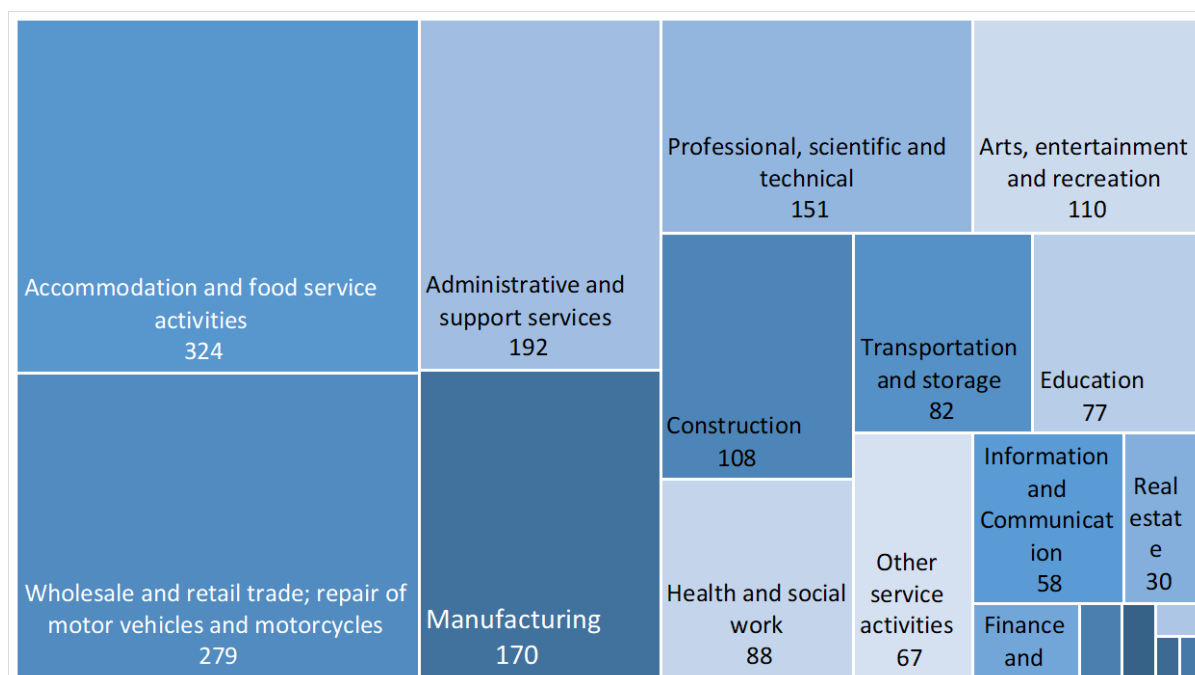 Accommodation and food service
activities
324
Wholesale and retail trade; repair of
motor vehicles and motorcycles
279
Administrative and
support services
192
Manufacturing
170
Professional, scientific and
technical
151
Arts, entertainment
and recreation
110
Construction
108
Health and social
work
88
Transportation
and storage
82
Education
77
Other
service
activities
67
Information
and
Communicat
ion
58
Real
estat
e
30
Finance
and